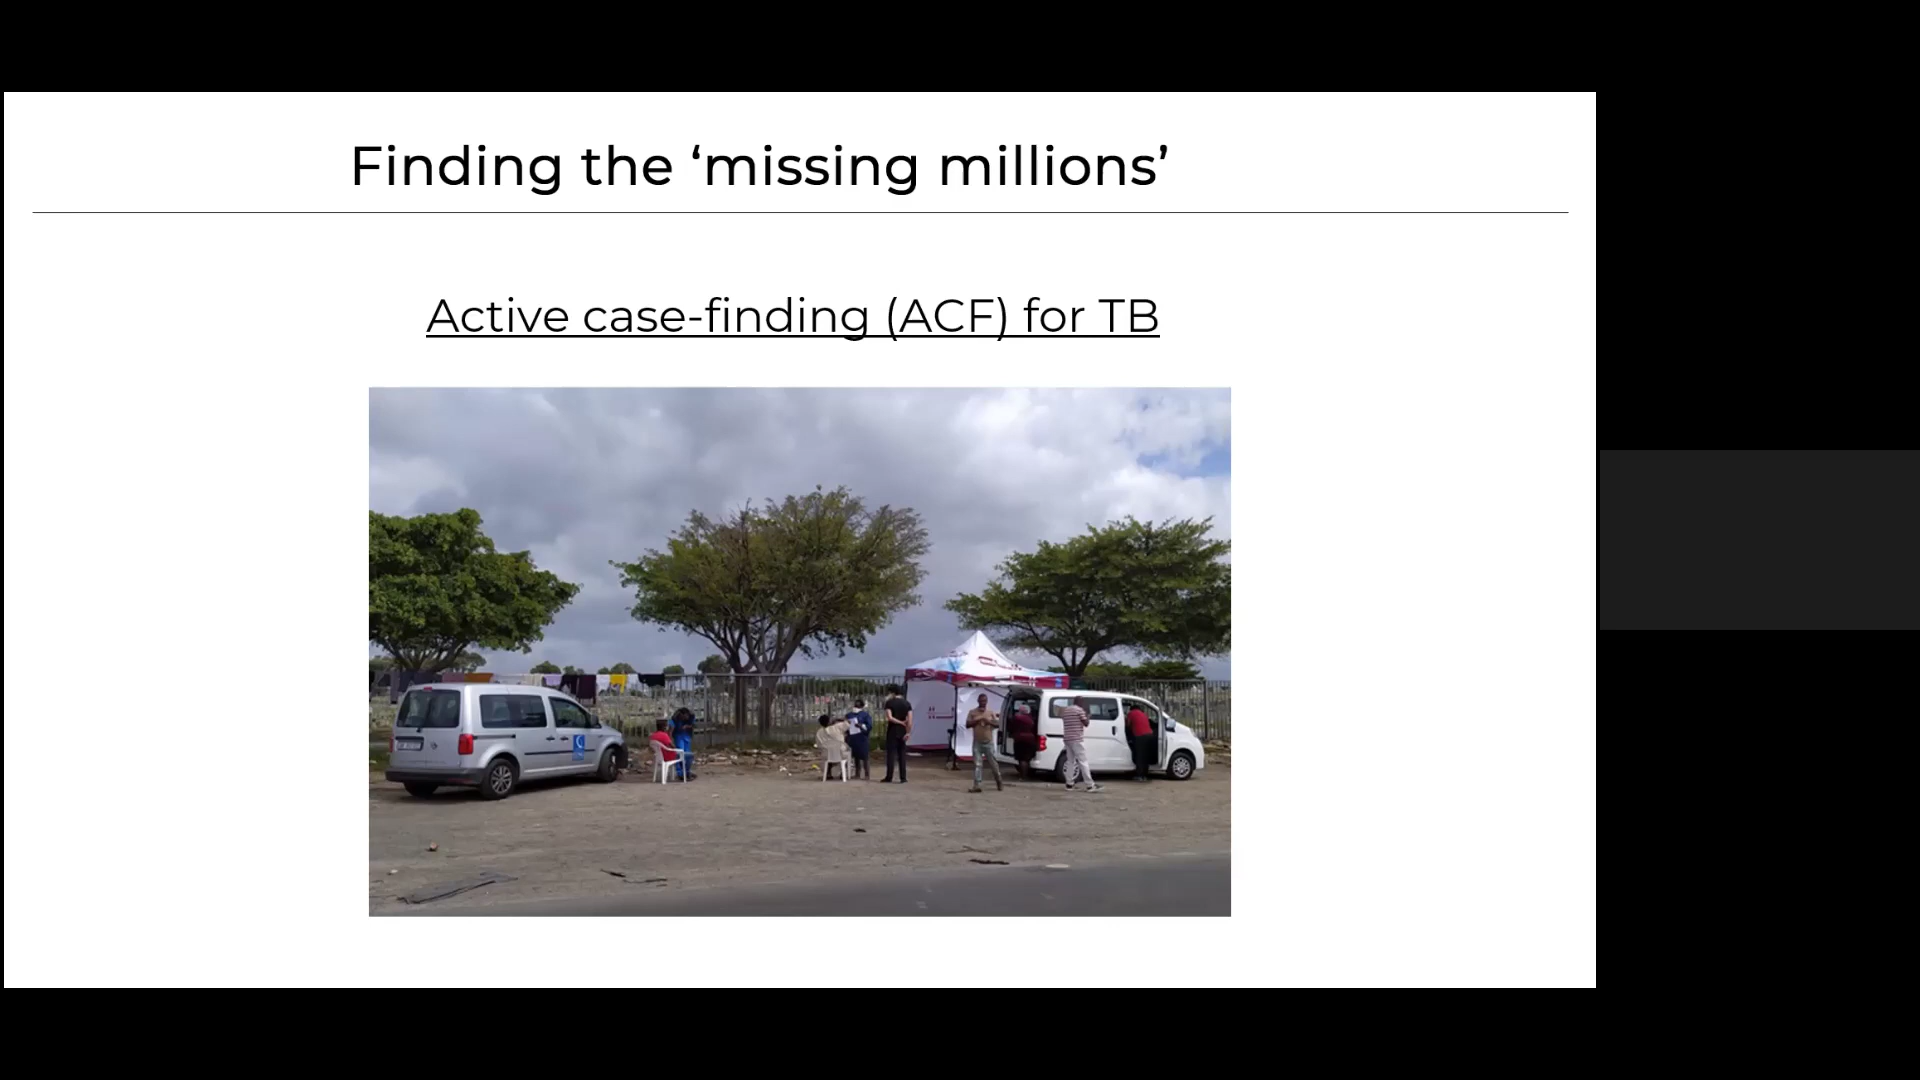 Finding the ‘missing millions’
Active case-finding (ACF) for TB